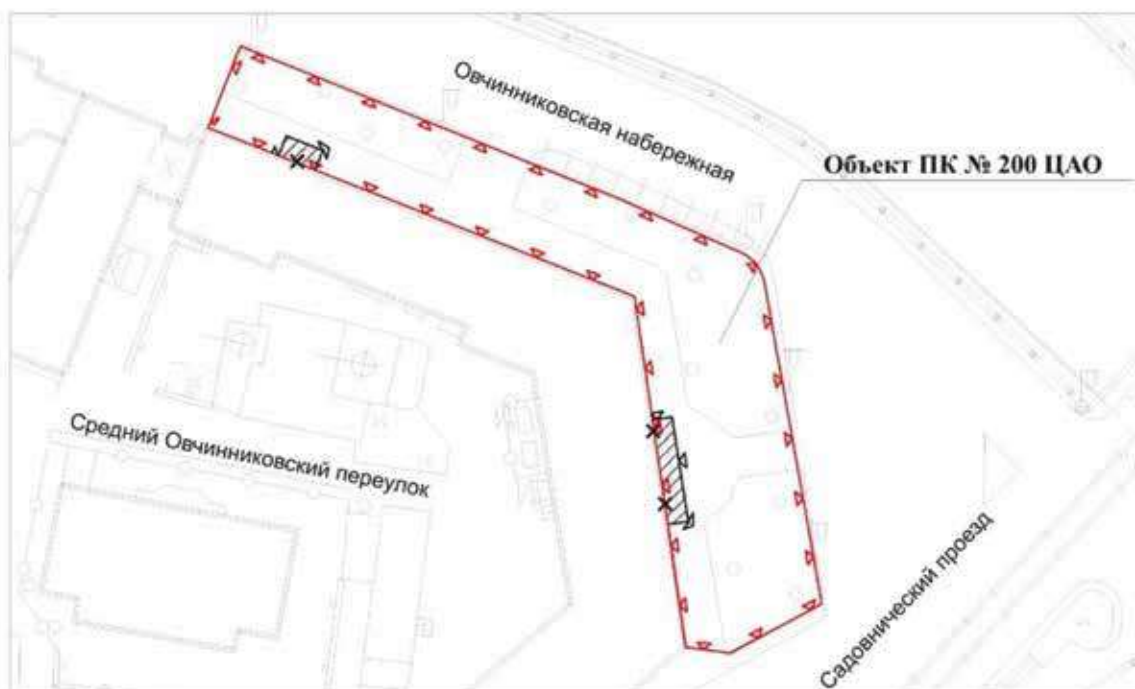 Овчинниковская набережная
Объект ПК № 200 ЦАО
Средний Овчинниковский переулок
Садовнический проезд